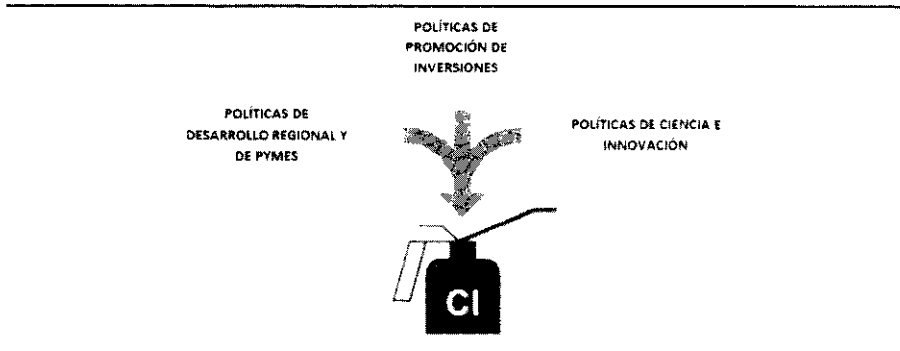 POLÍTICAS DE
PROMOCIÓN DE
INVERSIONES
POLÍTICAS DE
DESARROLLO REGIONAL Y
DE PYMES
POLÍTICAS DE CIENCIA E
INNOVACIÓN
CI